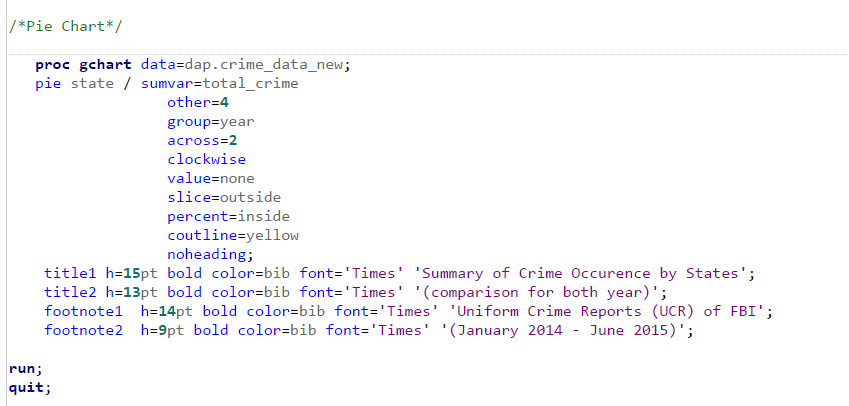 /*Pie Chart*/
proc gchart data=dap.crime_data_new;
pie state / sumvar=total_crime
other=4
group=year
across=2
clockwise
value=none
slice=outside
percent=inside
coutline=yellow
noheading;
title1 h=15pt bold color=bib font='Times' 'Summary of Crime Occurence by States';
title2 h=13pt bold color=bib font='Times' '(comparison for both year)';
footnote1  h=14pt bold color=bib font='Times' 'Uniform Crime Reports (UCR) of FBI';
footnote2  h=9pt bold color=bib font='Times' '(January 2014 - June 2015)';
run;
quit;